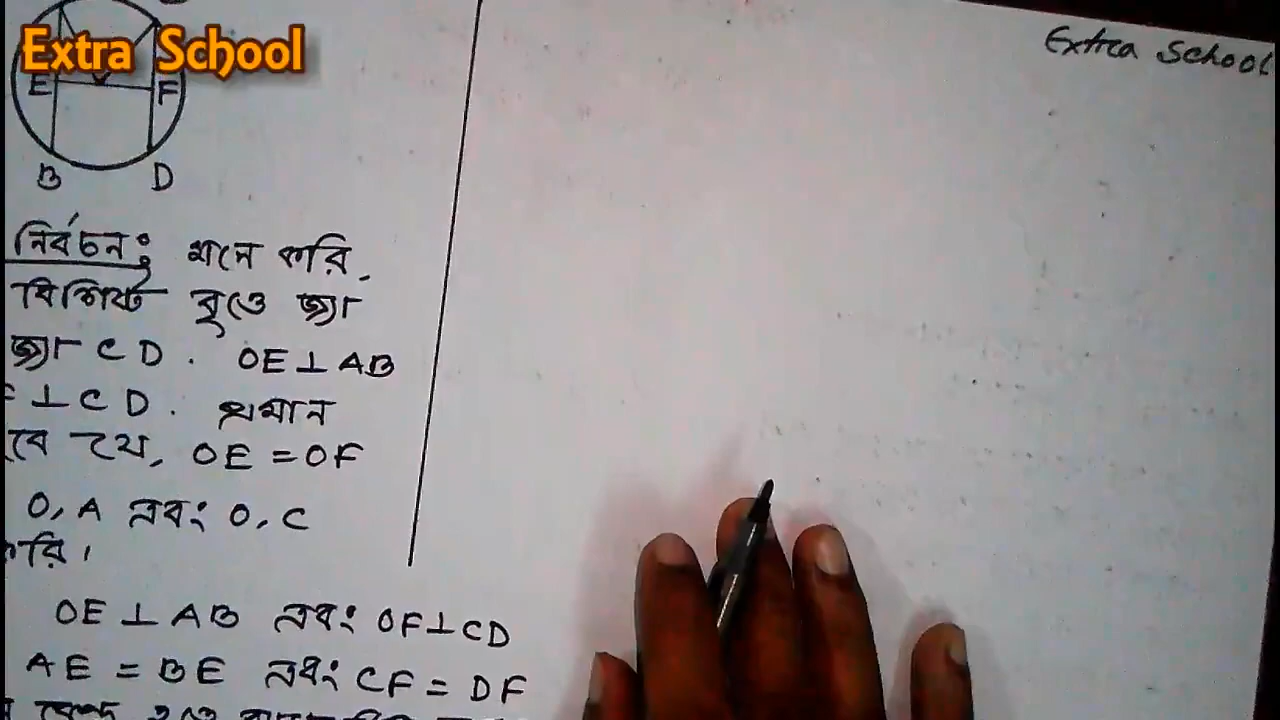 Extra School
Extra School
E F
B D
নির্বচন: মনে করি,
বিশিষ্ট বৃত্তে জ্যা
জ্যা CD. OE⊥AB
⊥CD. প্রমান
যে, OE = OF
O, A এবং O, C
করি।
OE ⊥ AB এবং OF⊥CD
AE = BE এবং CF = DF